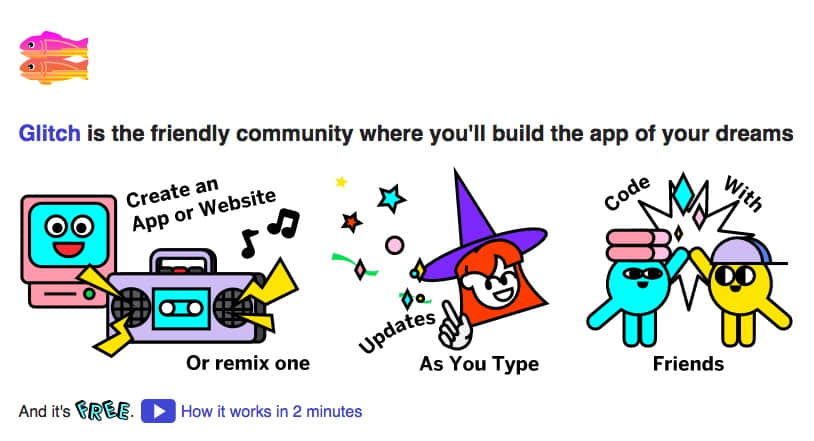 Glitch is the friendly community where you'll build the app of your dreams
Create an
App or Website
Or remix one
Updates
As You Type
Code With
Friends
And it's FREE. How it works in 2 minutes